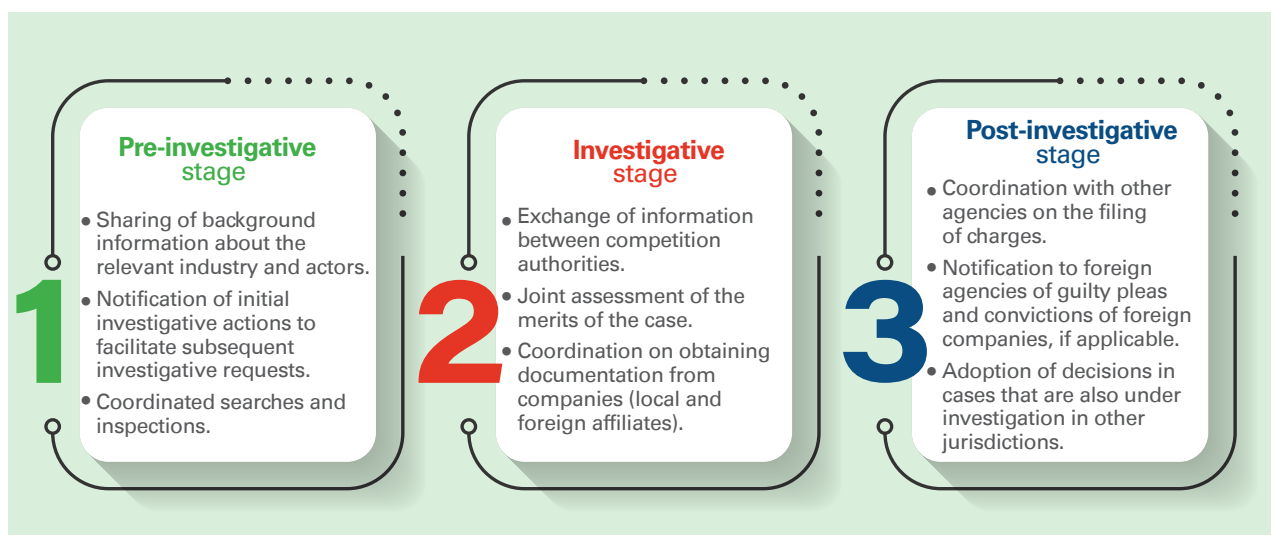 1
Pre-investigative
stage
• Sharing of background
information about the
relevant industry and actors.
• Notification of initial
investigative actions to
facilitate subsequent
investigative requests.
• Coordinated searches and
inspections.
2
Investigative
stage
• Exchange of information
between competition
authorities.
• Joint assessment of the
merits of the case.
• Coordination on obtaining
documentation from
companies (local and
foreign affiliates).
3
Post-investigative
stage
• Coordination with other
agencies on the filing
of charges.
• Notification to foreign
agencies of guilty pleas
and convictions of foreign
companies, if applicable.
• Adoption of decisions in
cases that are also under
investigation in other
jurisdictions.